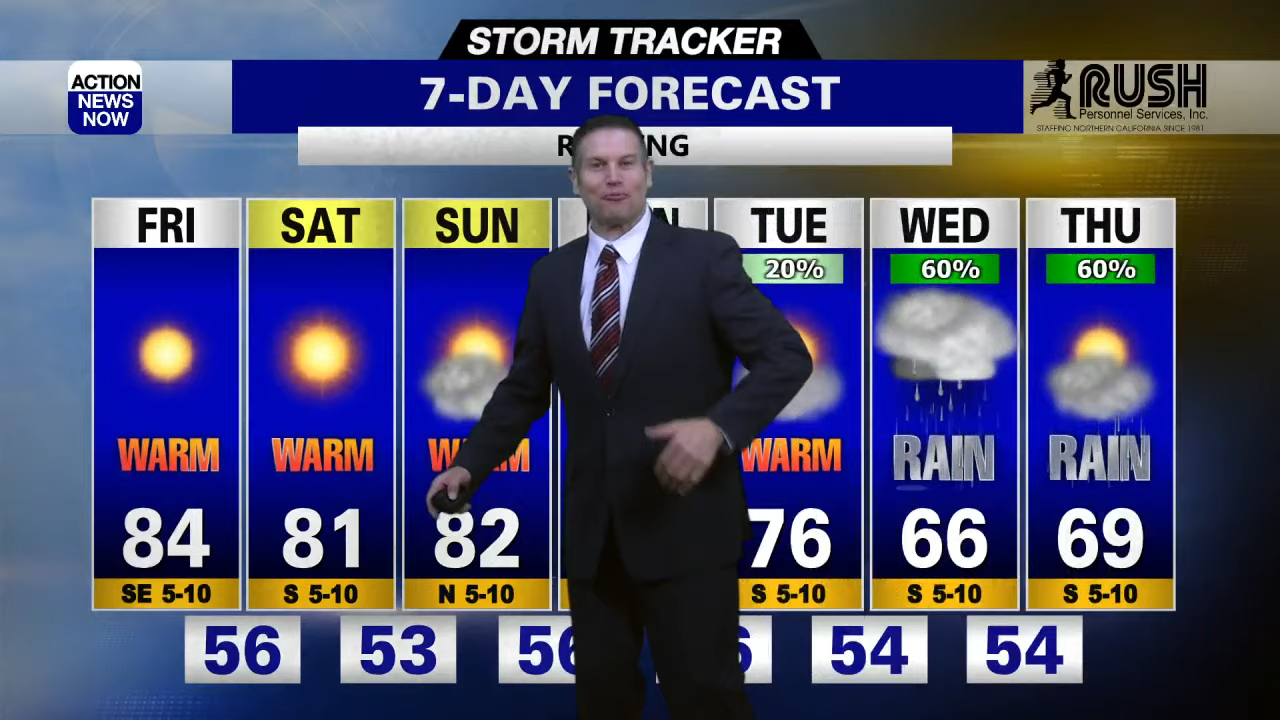 STORM TRACKER
7-DAY FORECAST
ACTION
NEWS
NOW
RUSH
Personnel Services, Inc.
STAFFING NORTHERN CALIFORNIA SINCE 1981
FRI SAT SUN TUE WED THU
20% 60% 60%
WARM WARM WARM WARM RAIN RAIN
84 81 82 76 66 69
SE 5-10 S 5-10 N 5-10 S 5-10 S 5-10 S 5-10
56 53 56 54 54